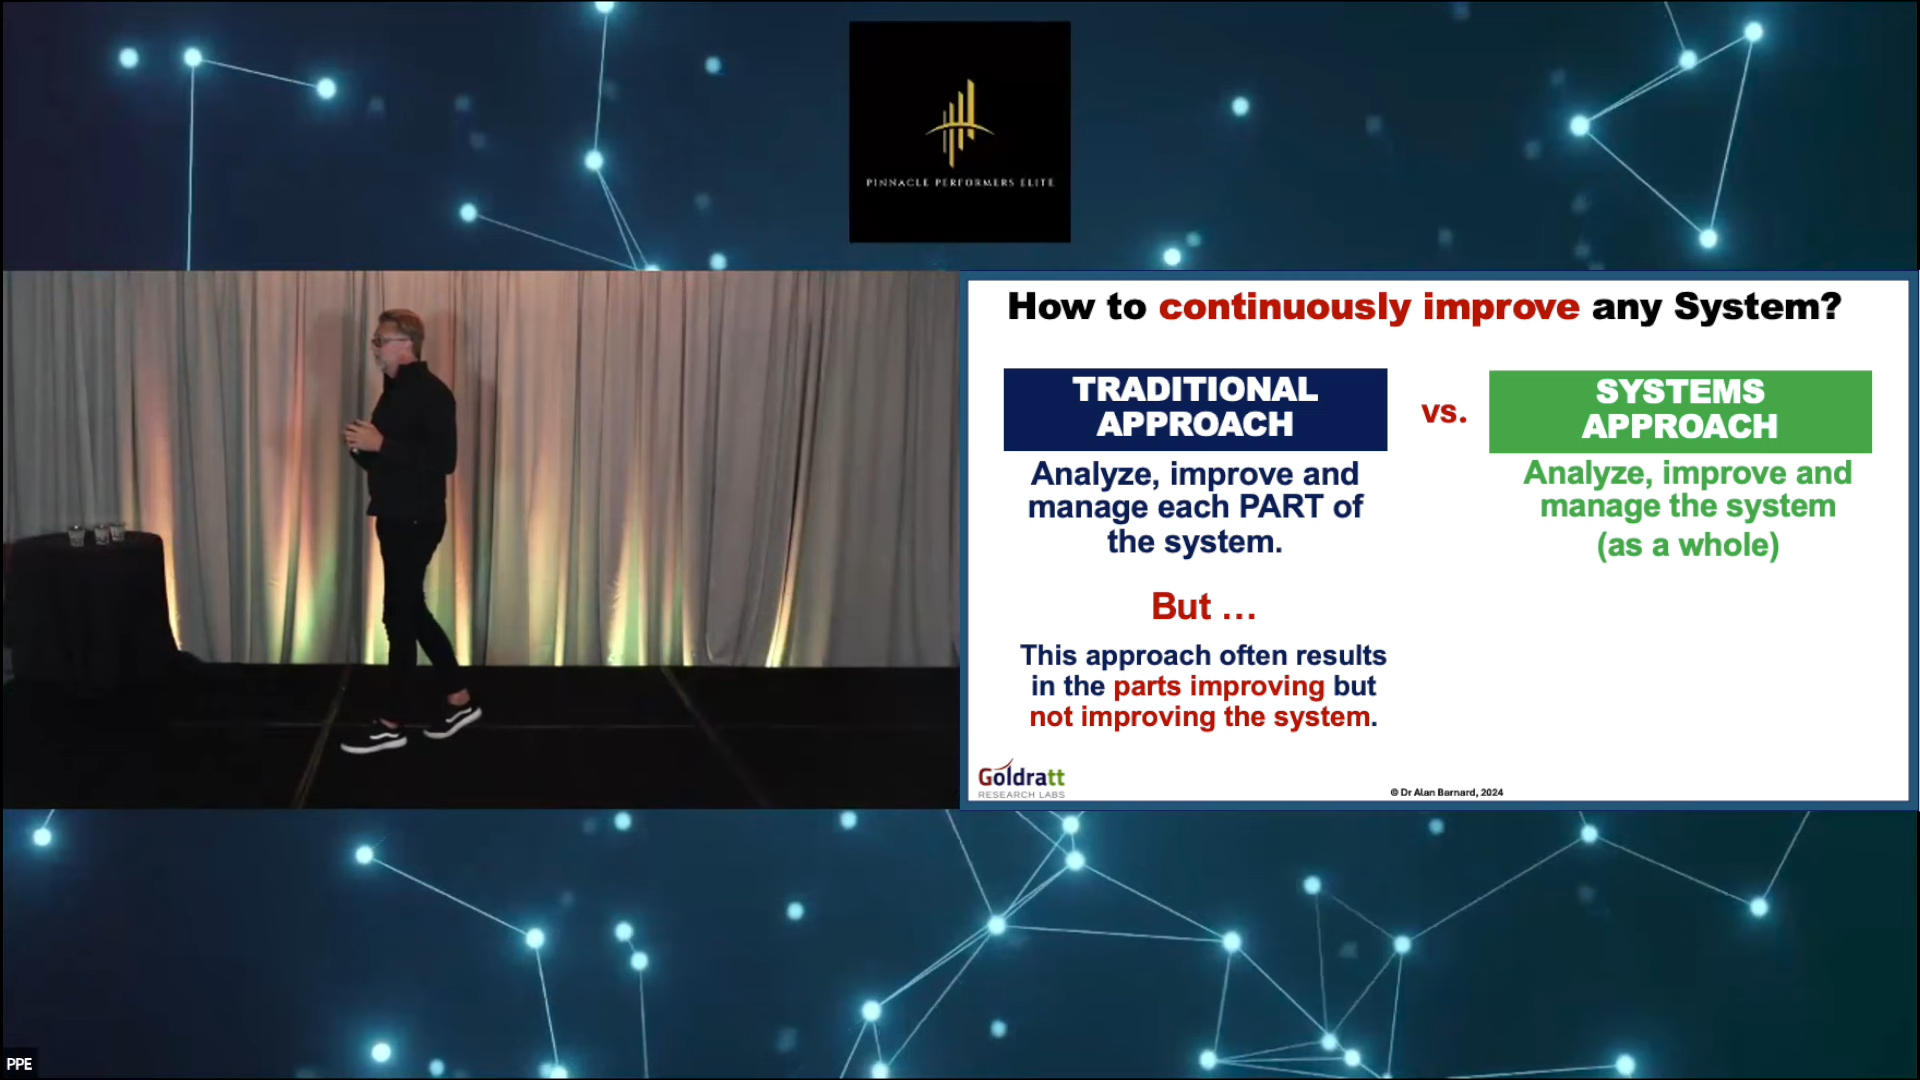 PINNACLE PERFORMERS ELITE
How to continuously improve any System?
TRADITIONAL
APPROACH
vs.
SYSTEMS
APPROACH
Analyze, improve and
manage each PART of
the system.
Analyze, improve and
manage the system
(as a whole)
But ...
This approach often results
in the parts improving but
not improving the system.
Goldratt
RESEARCH LABS
© Dr Alan Barnard, 2024
PPE